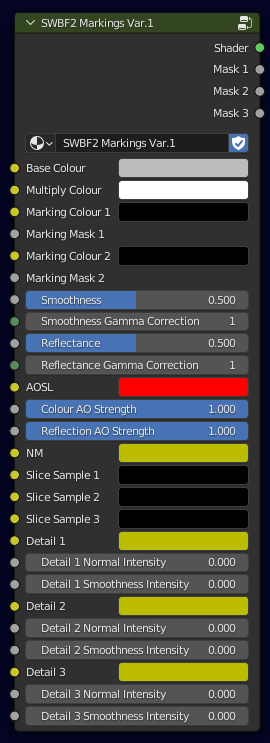 SWBF2 Markings Var.1
Shader
Mask 1
Mask 2
Mask 3
SWBF2 Markings Var.1
Base Colour
Multiply Colour
Marking Colour 1
Marking Mask 1
Marking Colour 2
Marking Mask 2
Smoothness 0.500
Smoothness Gamma Correction 1
Reflectance 0.500
Reflectance Gamma Correction 1
AOSL
Colour AO Strength 1.000
Reflection AO Strength 1.000
NM
Slice Sample 1
Slice Sample 2
Slice Sample 3
Detail 1
Detail 1 Normal Intensity 0.000
Detail 1 Smoothness Intensity 0.000
Detail 2
Detail 2 Normal Intensity 0.000
Detail 2 Smoothness Intensity 0.000
Detail 3
Detail 3 Normal Intensity 0.000
Detail 3 Smoothness Intensity 0.000